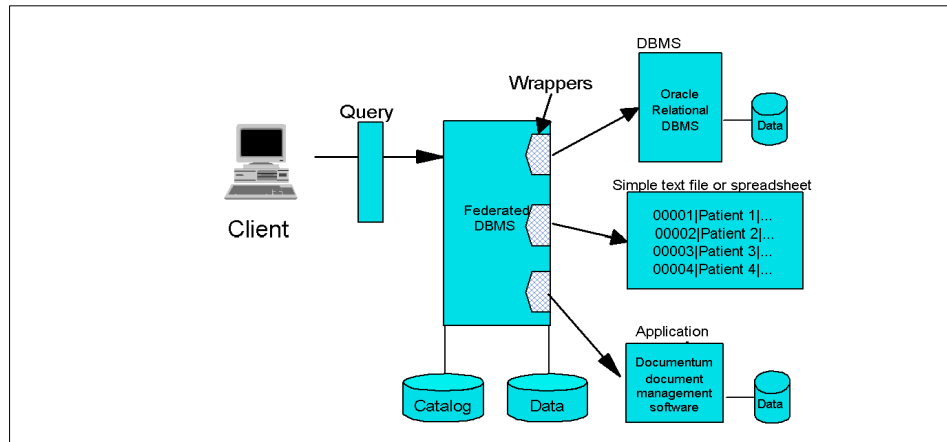 DBMS
Wrappers
Oracle
Relational
DBMS
Data
Query
Client
Federated
DBMS
Simple text file or spreadsheet
00001|Patient 1|...
00002|Patient 2|...
00003|Patient 3|...
00004|Patient 4|...
Application
Documentum
document
management
software
Data
Catalog
Data